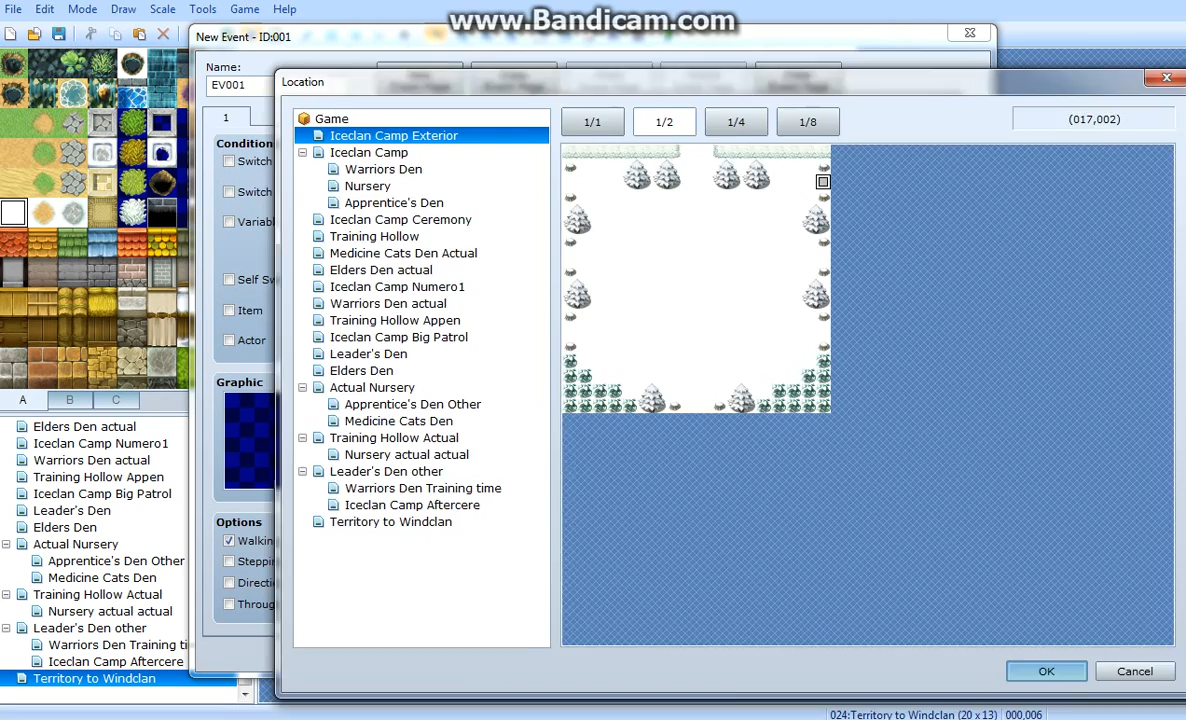 File Edit Mode Draw Scale Tools Game Help
www.Bandicam.com
New Event - ID:001
Name:
EV001
1
Condition
Switch
Switch
Variab
Self Sw
Item
Actor
Graphic
Options
Walkin
Steppin
Directi
Throug
A B C
Elders Den actual
Iceclan Camp Numero1
Warriors Den actual
Training Hollow Appen
Iceclan Camp Big Patrol
Leader's Den
Elders Den
Actual Nursery
Apprentice's Den Other
Medicine Cats Den
Training Hollow Actual
Nursery actual actual
Leader's Den other
Warriors Den Training ti
Iceclan Camp Aftercere
Territory to Windclan
Location
Game
Iceclan Camp Exterior
Iceclan Camp
Warriors Den
Nursery
Apprentice's Den
Iceclan Camp Ceremony
Training Hollow
Medicine Cats Den Actual
Elders Den actual
Iceclan Camp Numero1
Warriors Den actual
Training Hollow Appen
Iceclan Camp Big Patrol
Leader's Den
Elders Den
Actual Nursery
Apprentice's Den Other
Medicine Cats Den
Training Hollow Actual
Nursery actual actual
Leader's Den other
Warriors Den Training time
Iceclan Camp Aftercere
Territory to Windclan
1/1 1/2 1/4 1/8
(017,002)
OK Cancel
024:Territory to Windclan (20 x 13) 000,006